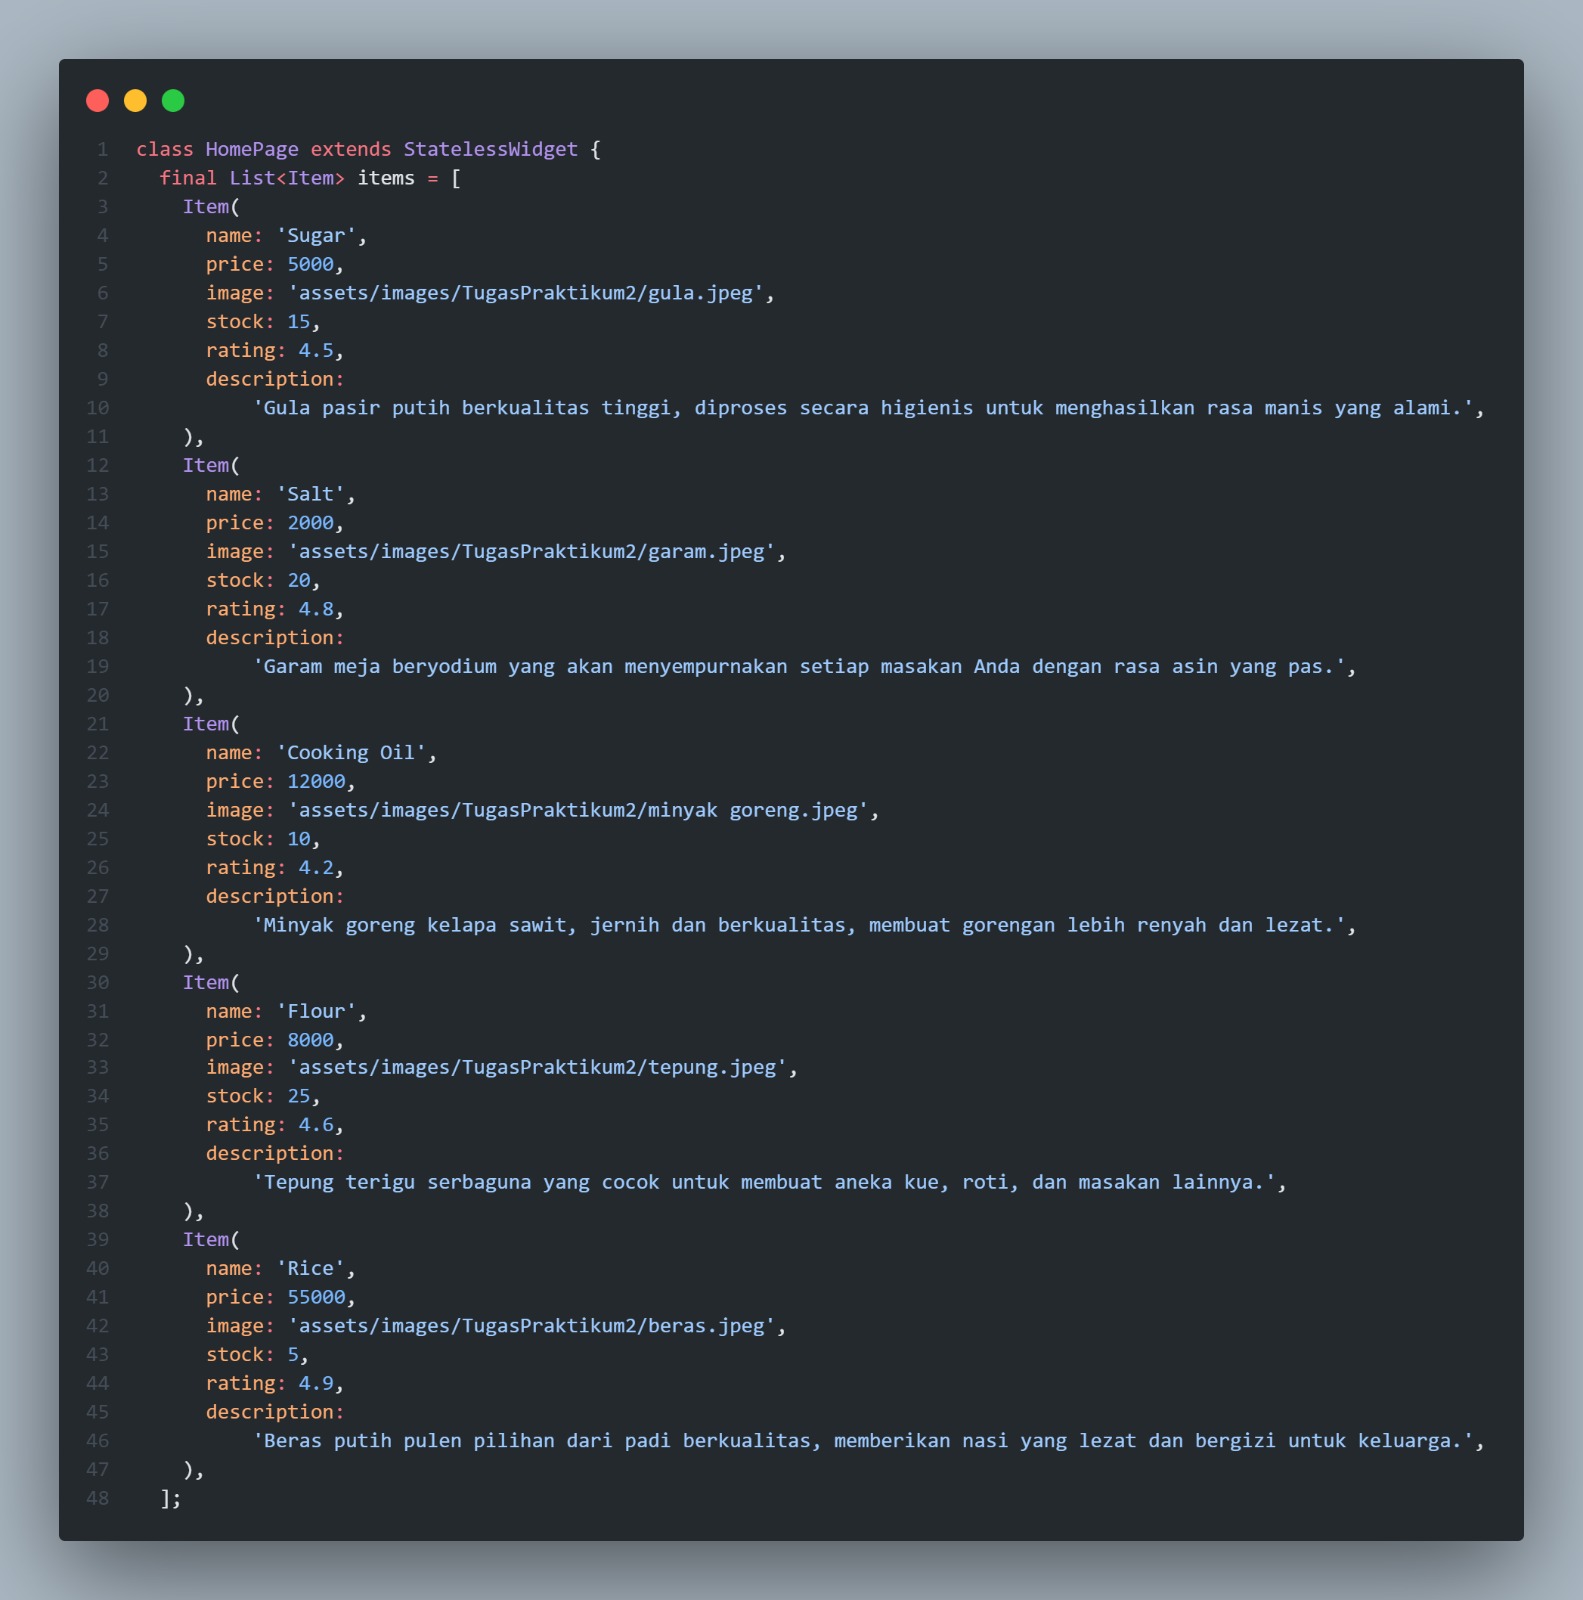 1 class HomePage extends StatelessWidget {
2 final List<Item> items = [
3 Item(
4 name: 'Sugar',
5 price: 5000,
6 image: 'assets/images/TugasPraktikum2/gula.jpeg',
7 stock: 15,
8 rating: 4.5,
9 description:
10 'Gula pasir putih berkualitas tinggi, diproses secara higienis untuk menghasilkan rasa manis yang alami.',
11 ),
12 Item(
13 name: 'Salt',
14 price: 2000,
15 image: 'assets/images/TugasPraktikum2/garam.jpeg',
16 stock: 20,
17 rating: 4.8,
18 description:
19 'Garam meja beryodium yang akan menyempurnakan setiap masakan Anda dengan rasa asin yang pas.',
20 ),
21 Item(
22 name: 'Cooking Oil',
23 price: 12000,
24 image: 'assets/images/TugasPraktikum2/minyak goreng.jpeg',
25 stock: 10,
26 rating: 4.2,
27 description:
28 'Minyak goreng kelapa sawit, jernih dan berkualitas, membuat gorengan lebih renyah dan lezat.',
29 ),
30 Item(
31 name: 'Flour',
32 price: 8000,
33 image: 'assets/images/TugasPraktikum2/tepung.jpeg',
34 stock: 25,
35 rating: 4.6,
36 description:
37 'Tepung terigu serbaguna yang cocok untuk membuat aneka kue, roti, dan masakan lainnya.',
38 ),
39 Item(
40 name: 'Rice',
41 price: 55000,
42 image: 'assets/images/TugasPraktikum2/beras.jpeg',
43 stock: 5,
44 rating: 4.9,
45 description:
46 'Beras putih pulen pilihan dari padi berkualitas, memberikan nasi yang lezat dan bergizi untuk keluarga.',
47 ),
48 ];